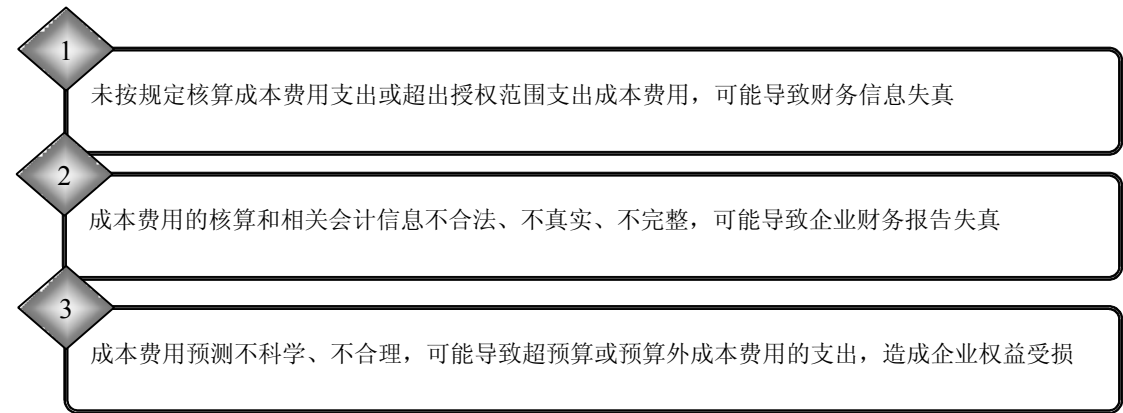 1
未按规定核算成本费用支出或超出授权范围支出成本费用，可能导致财务信息失真
2
成本费用的核算和相关会计信息不合法、不真实、不完整，可能导致企业财务报告失真
3
成本费用预测不科学、不合理，可能导致超预算或预算外成本费用的支出，造成企业权益受损